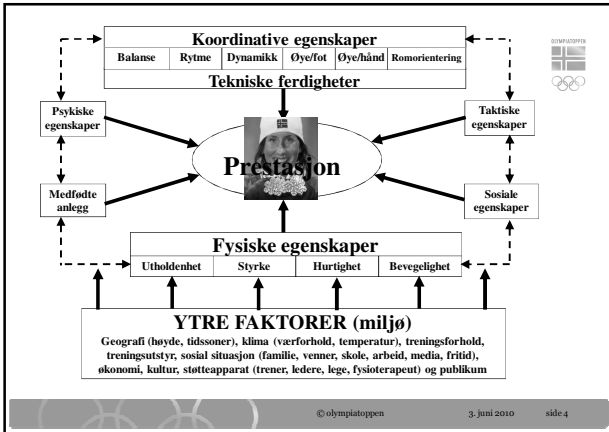 Koordinative egenskaper
Balanse Rytme Dynamikk Øye/fot Øye/hånd Romorientering
Tekniske ferdigheter
OLYMPIATOPPEN
Psykiske
egenskaper
Taktiske
egenskaper
Prestasjon
Medfødte
anlegg
Sosiale
egenskaper
Fysiske egenskaper
Utholdenhet Styrke Hurtighet Bevegelighet
YTRE FAKTORER (miljø)
Geografi (høyde, tidssoner), klima (værforhold, temperatur), treningsforhold,
treningsutstyr, sosial situasjon (familie, venner, skole, arbeid, media, fritid),
økonomi, kultur, støtteapparat (trener, ledere, lege, fysioterapeut) og publikum
© olympiatoppen 3. juni 2010 side 4